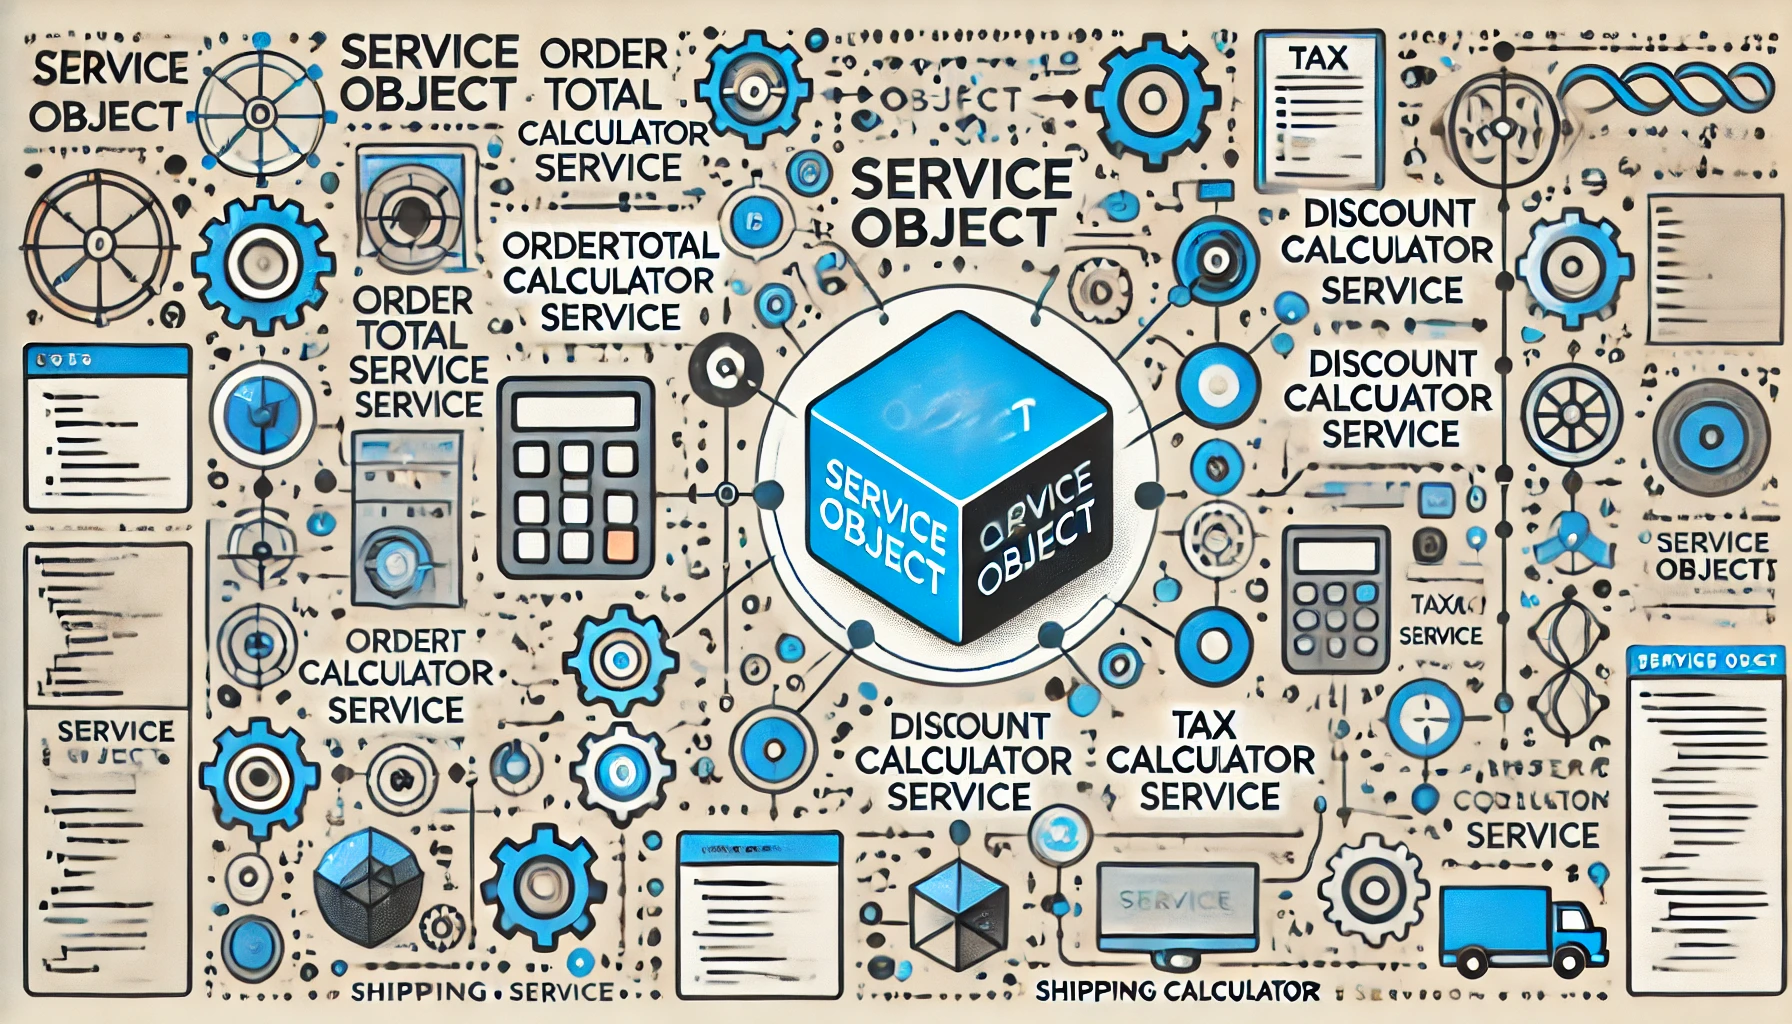 SERVICE
OBJECT
SERVICE
OBJECT
ORDER
TOTAL
CALCULATOR
SERVICE
TAX
SERVICE
OBJECT
ORDERTOTAL
CALCULATOR
SERVICE
DISCOUNT
CALCULATOR
SERVICE
ORDER
TOTAL
SERVICE
SERVICE
DISCOUNT
CALCUATOR
SERVICE
SERVICE
OBJECT
OBJECT
SERVICE
OBJECTS
SERVICE
ORDERT
CALCULATOR
SERVICE
SERVICE
DISCOUNT
CALCULATOR
SERVICE
TAX
CALCULATOR
SERVICE
SERVICE
SERVICE
SHIPPING • SERVICE
SHIPPING CALCULATOR